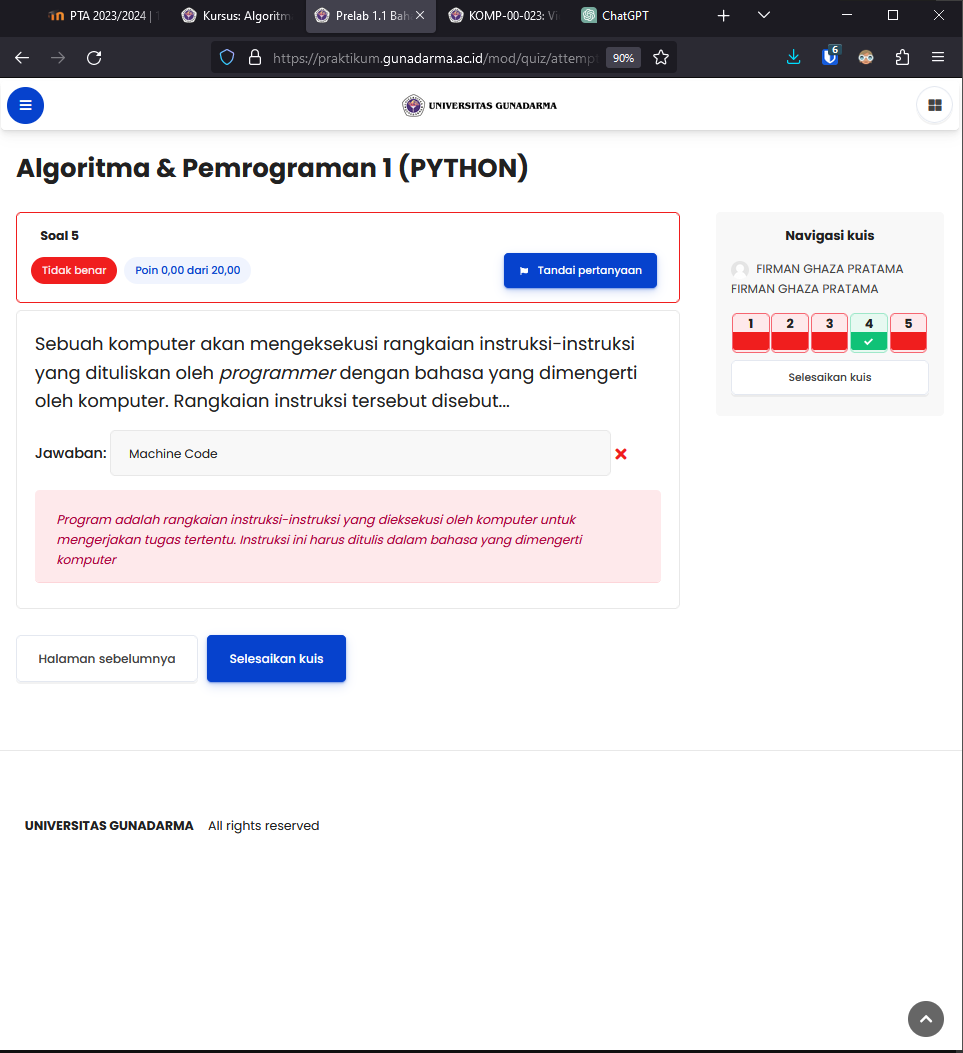 PTA 2023/2024 |
Kursus: Algoritm
Prelab 1.1 Bah
KOMP-00-023: Vi
ChatGPT
https://praktikum.gunadarma.ac.id/mod/quiz/attempt
90%
6
UNIVERSITAS GUNADARMA
Algoritma & Pemrograman 1 (PYTHON)
Soal 5
Tidak benar
Poin 0,00 dari 20,00
Tandai pertanyaan
Sebuah komputer akan mengeksekusi rangkaian instruksi-instruksi
yang dituliskan oleh programmer dengan bahasa yang dimengerti
oleh komputer. Rangkaian instruksi tersebut disebut...
Jawaban: Machine Code
Program adalah rangkaian instruksi-instruksi yang dieksekusi oleh komputer untuk
mengerjakan tugas tertentu. Instruksi ini harus ditulis dalam bahasa yang dimengerti
komputer
Halaman sebelumnya
Selesaikan kuis
Navigasi kuis
FIRMAN GHAZA PRATAMA
FIRMAN GHAZA PRATAMA
1 2 3 4 5
Selesaikan kuis
UNIVERSITAS GUNADARMA All rights reserved